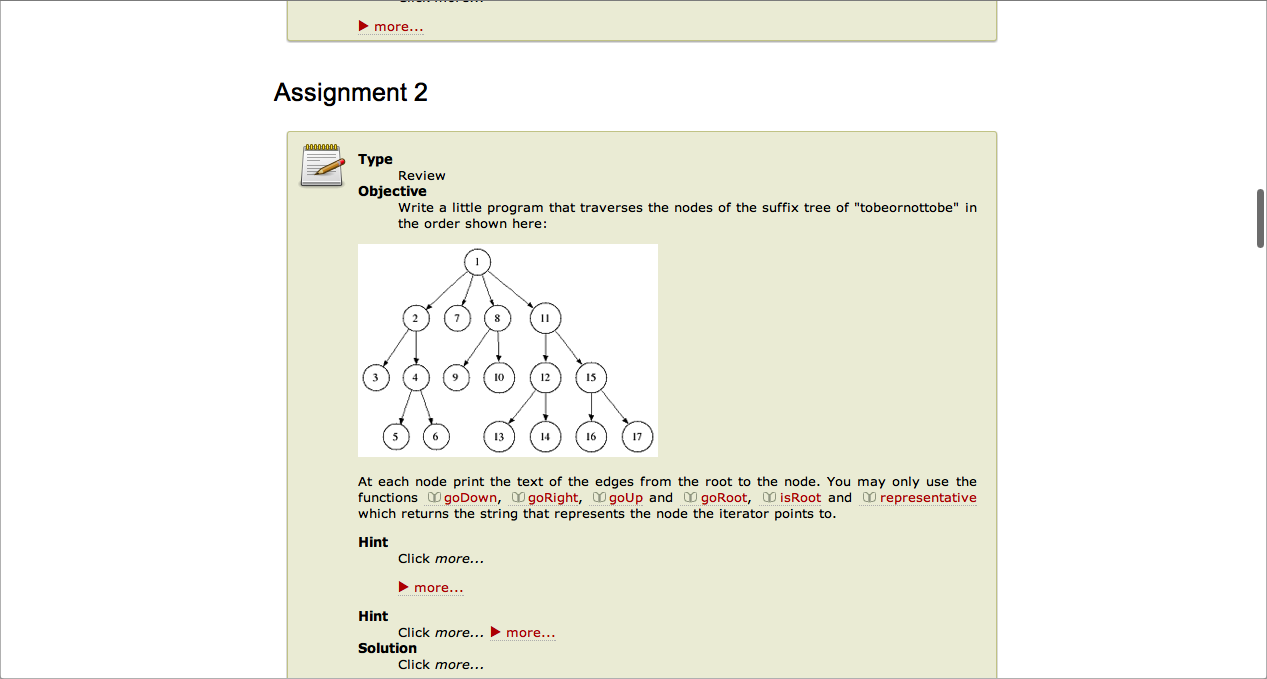 more...
Assignment 2
Type
Review
Objective
Write a little program that traverses the nodes of the suffix tree of "tobeornottobe" in
the order shown here:
1
2 7 8 11
3 4 9 10 12 15
5 6 13 14 16 17
At each node print the text of the edges from the root to the node. You may only use the
functions goDown, goRight, goUp and goRoot, isRoot and representative
which returns the string that represents the node the iterator points to.
Hint
Click more...
more...
Hint
Click more... more...
Solution
Click more...